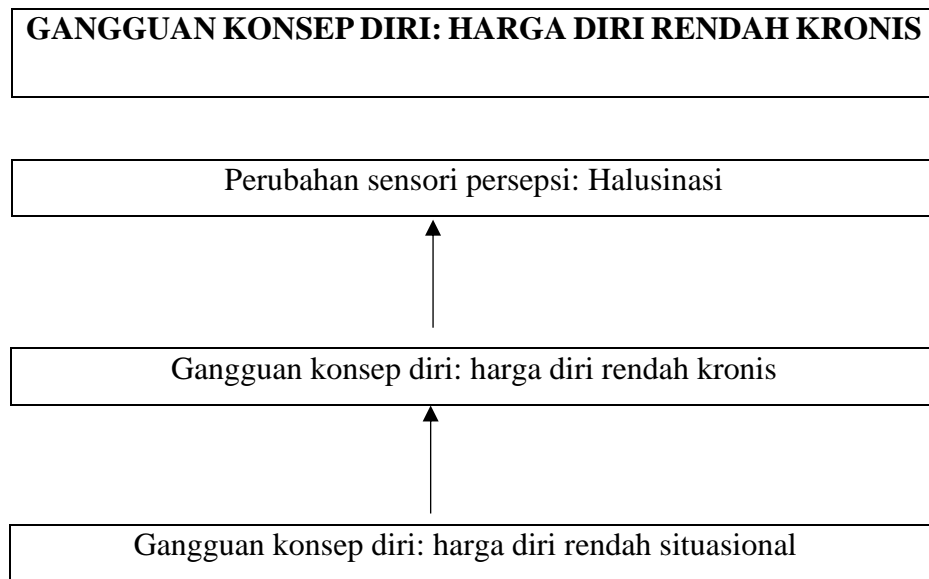 GANGGUAN KONSEP DIRI: HARGA DIRI RENDAH KRONIS
Perubahan sensori persepsi: Halusinasi
Gangguan konsep diri: harga diri rendah kronis
Gangguan konsep diri: harga diri rendah situasional